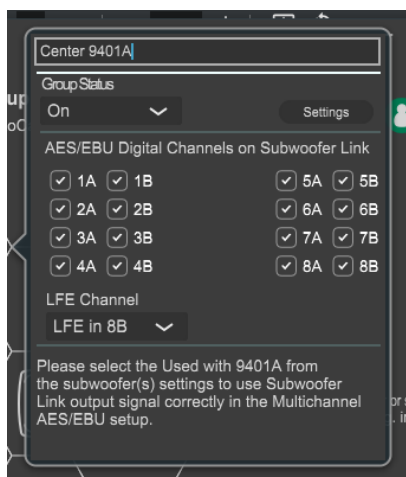 Center 9401A
Group Status
On
Settings
AES/EBU Digital Channels on Subwoofer Link
1A 1B 5A 5B
2A 2B 6A 6B
3A 3B 7A 7B
4A 4B 8A 8B
LFE Channel
LFE in 8B
Please select the Used with 9401A from
the subwoofer(s) settings to use Subwoofer
Link output signal correctly in the Multichannel
AES/EBU setup.